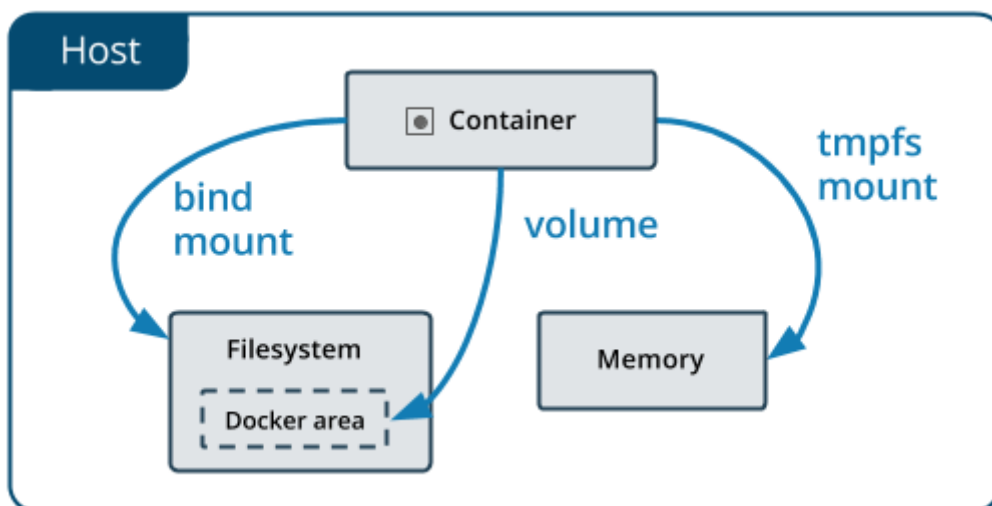 Host
Container
tmpfs
mount
bind
mount
volume
Filesystem
Memory
Docker area